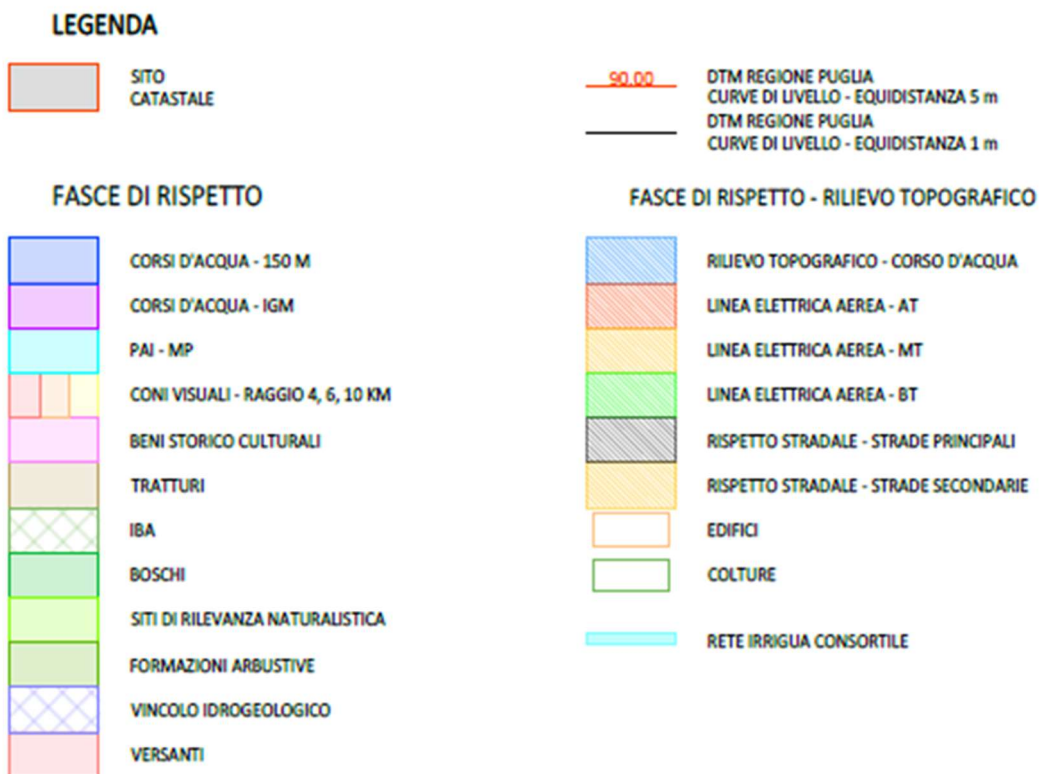 LEGENDA
SITO
CATASTALE
90.00
DTM REGIONE PUGLIA
CURVE DI LIVELLO - EQUIDISTANZA 5 m
DTM REGIONE PUGLIA
CURVE DI LIVELLO - EQUIDISTANZA 1 m
FASCE DI RISPETTO
CORSI D'ACQUA - 150 M
CORSI D'ACQUA - IGM
PAI - MP
CONI VISUALI - RAGGIO 4, 6, 10 KM
BENI STORICO CULTURALI
TRATTURI
IBA
BOSCHI
SITI DI RILEVANZA NATURALISTICA
FORMAZIONI ARBUSTIVE
VINCOLO IDROGEOLOGICO
VERSANTI
FASCE DI RISPETTO - RILIEVO TOPOGRAFICO
RILIEVO TOPOGRAFICO - CORSO D'ACQUA
LINEA ELETTRICA AEREA - AT
LINEA ELETTRICA AEREA - MT
LINEA ELETTRICA AEREA - BT
RISPETTO STRADALE - STRADE PRINCIPALI
RISPETTO STRADALE - STRADE SECONDARIE
EDIFICI
COLTURE
RETE IRRIGUA CONSORTILE